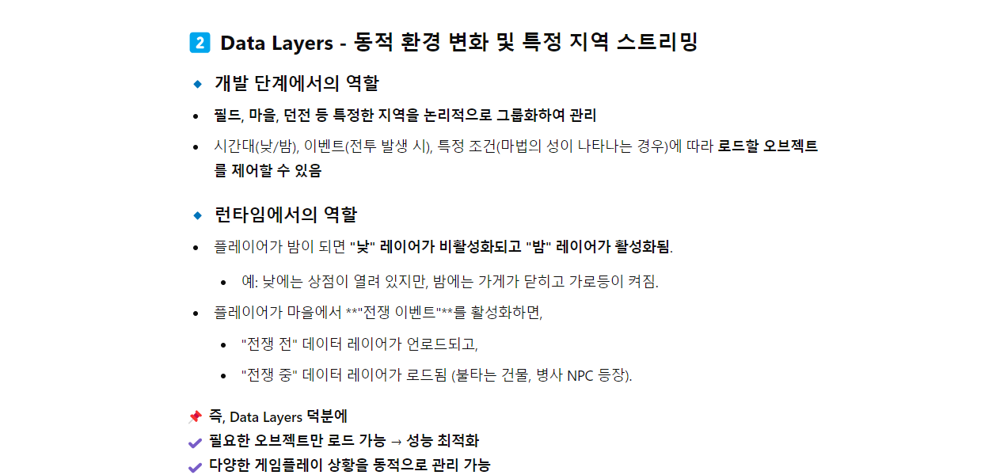 2 Data Layers - 동적 환경 변화 및 특정 지역 스트리밍
개발 단계에서의 역할
필드, 마을, 던전 등 특정한 지역을 논리적으로 그룹화하여 관리
시간대(낮/밤), 이벤트(전투 발생 시), 특정 조건(마법의 성이 나타나는 경우)에 따라 로드할 오브젝트
를 제어할 수 있음
런타임에서의 역할
플레이어가 밤이 되면 "낮" 레이어가 비활성화되고 "밤" 레이어가 활성화됨.
예: 낮에는 상점이 열려 있지만, 밤에는 가게가 닫히고 가로등이 켜짐.
플레이어가 마을에서 **"전쟁 이벤트"**를 활성화하면,
"전쟁 전" 데이터 레이어가 언로드되고,
"전쟁 중" 데이터 레이어가 로드됨 (불타는 건물, 병사 NPC 등장).
📌 즉, Data Layers 덕분에
✔ 필요한 오브젝트만 로드 가능 → 성능 최적화
✔ 다양한 게임플레이 상황을 동적으로 관리 가능